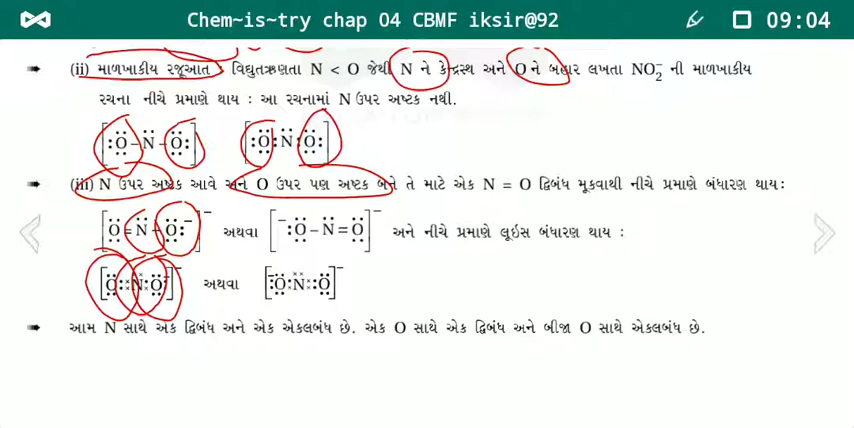 Chem~is~try chap 04 CBMF iksir@92
09:04
➡ (ii) માળખાકીય રજૂઆત : વિદ્યુતઋણતા N < O જેથી N ને કેન્દ્રસ્થ અને O ને બહાર લખતા NO₂⁻ ની માળખાકીય
રચના નીચે પ્રમાણે થાય : આ રચનામાં N ઉપર અષ્ટક નથી.
[:Ö–N̈–Ö:] [:Ö:N̈:Ö:]
➡ (iii) N ઉપર અષ્ટક આવે અને O ઉપર પણ અષ્ટક બને તે માટે એક N = O દ્વિબંધ મૂકવાથી નીચે પ્રમાણે બંધારણ થાય:
[Ö=N̈–Ö:⁻]⁻ અથવા [⁻:Ö–N̈=Ö]⁻ અને નીચે પ્રમાણે લૂઇસ બંધારણ થાય :
અથવા
➡ આમ N સાથે એક દ્વિબંધ અને એક એકલબંધ છે. એક O સાથે એક દ્વિબંધ અને બીજા O સાથે એકલબંધ છે.